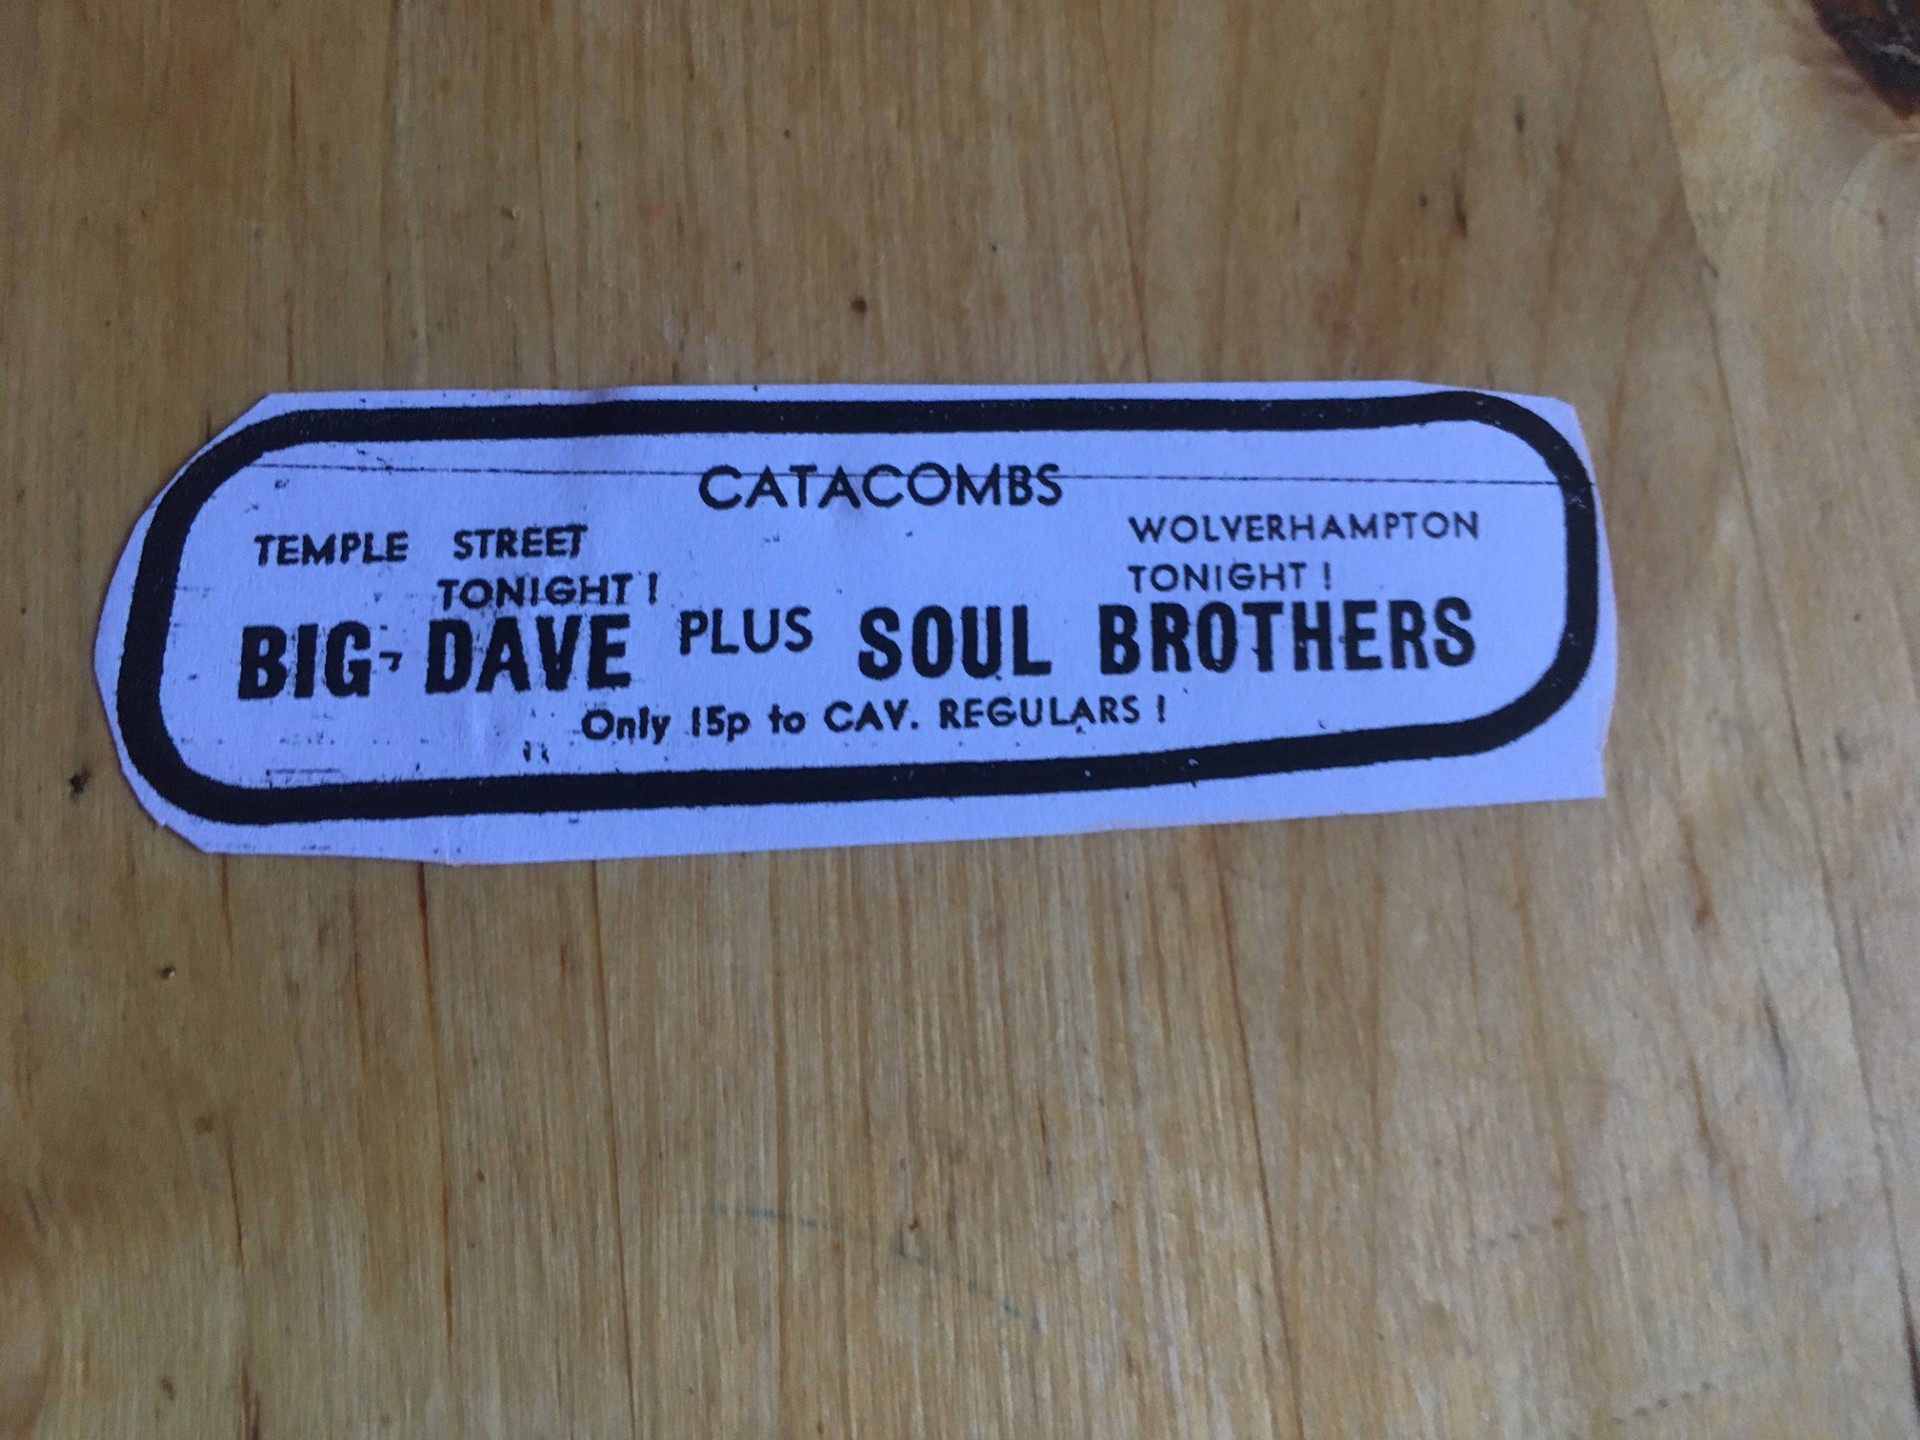 CATACOMBS
TEMPLE STREET WOLVERHAMPTON
TONIGHT! TONIGHT!
BIG DAVE PLUS SOUL BROTHERS
Only 15p to CAV. REGULARS!